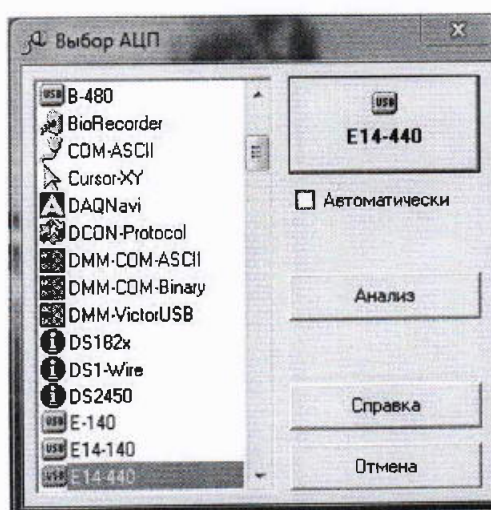 Выбор АЦП
B-480
BioRecorder
COM-ASCII
Cursor-XY
DAQNavi
DCON-Protocol
DMM-COM-ASCII
DMM-COM-Binary
DMM-VictorUSB
DS182x
DS1-Wire
DS2450
E-140
E14-140
E14-440
USB
E14-440
Автоматически
Анализ
Справка
Отмена